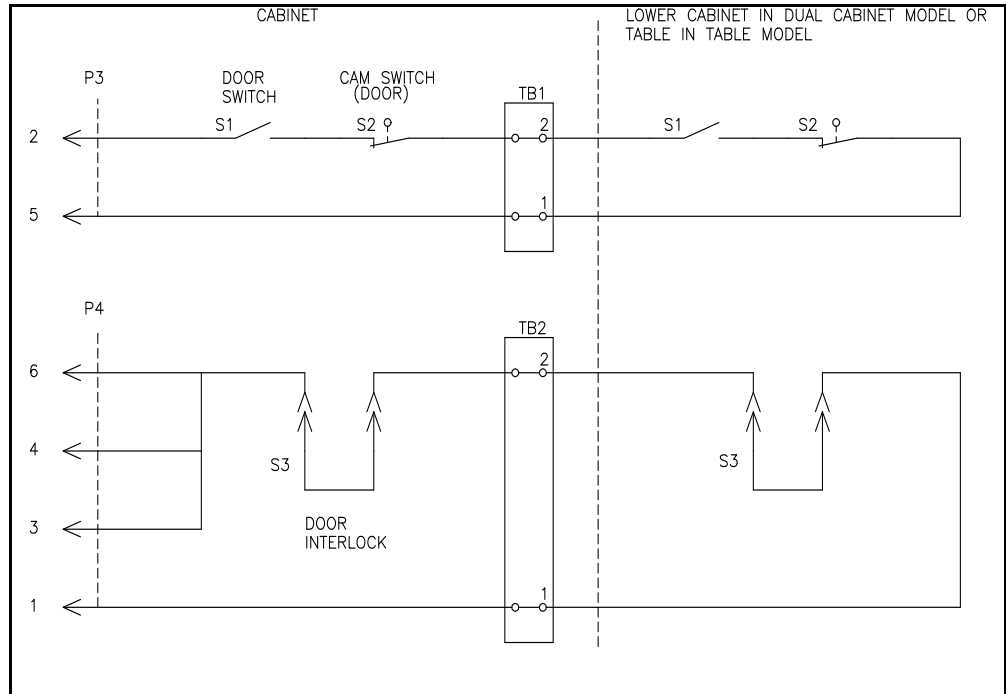 CABINET
LOWER CABINET IN DUAL CABINET MODEL OR
TABLE IN TABLE MODEL
P3
DOOR
SWITCH
CAM SWITCH
(DOOR)
TB1
2
S1
S2
2
S1
S2
5
1
P4
TB2
6
2
4
S3
S3
3
DOOR
INTERLOCK
1
1